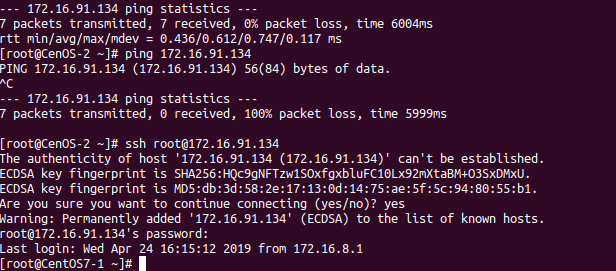 --- 172.16.91.134 ping statistics ---
7 packets transmitted, 7 received, 0% packet loss, time 6004ms
rtt min/avg/max/mdev = 0.436/0.612/0.747/0.117 ms
[root@CenOS-2 ~]# ping 172.16.91.134
PING 172.16.91.134 (172.16.91.134) 56(84) bytes of data.
^C
--- 172.16.91.134 ping statistics ---
7 packets transmitted, 0 received, 100% packet loss, time 5999ms
[root@CenOS-2 ~]# ssh root@172.16.91.134
The authenticity of host '172.16.91.134 (172.16.91.134)' can't be established.
ECDSA key fingerprint is SHA256:HQc9gNFTzw1SOxfgxbluFC10Lx92mXtaBM+O3SxDMxU.
ECDSA key fingerprint is MD5:db:3d:58:2e:17:13:0d:14:75:ae:5f:5c:94:80:55:b1.
Are you sure you want to continue connecting (yes/no)? yes
Warning: Permanently added '172.16.91.134' (ECDSA) to the list of known hosts.
root@172.16.91.134's password:
Last login: Wed Apr 24 16:15:12 2019 from 172.16.8.1
[root@CentOS7-1 ~]#